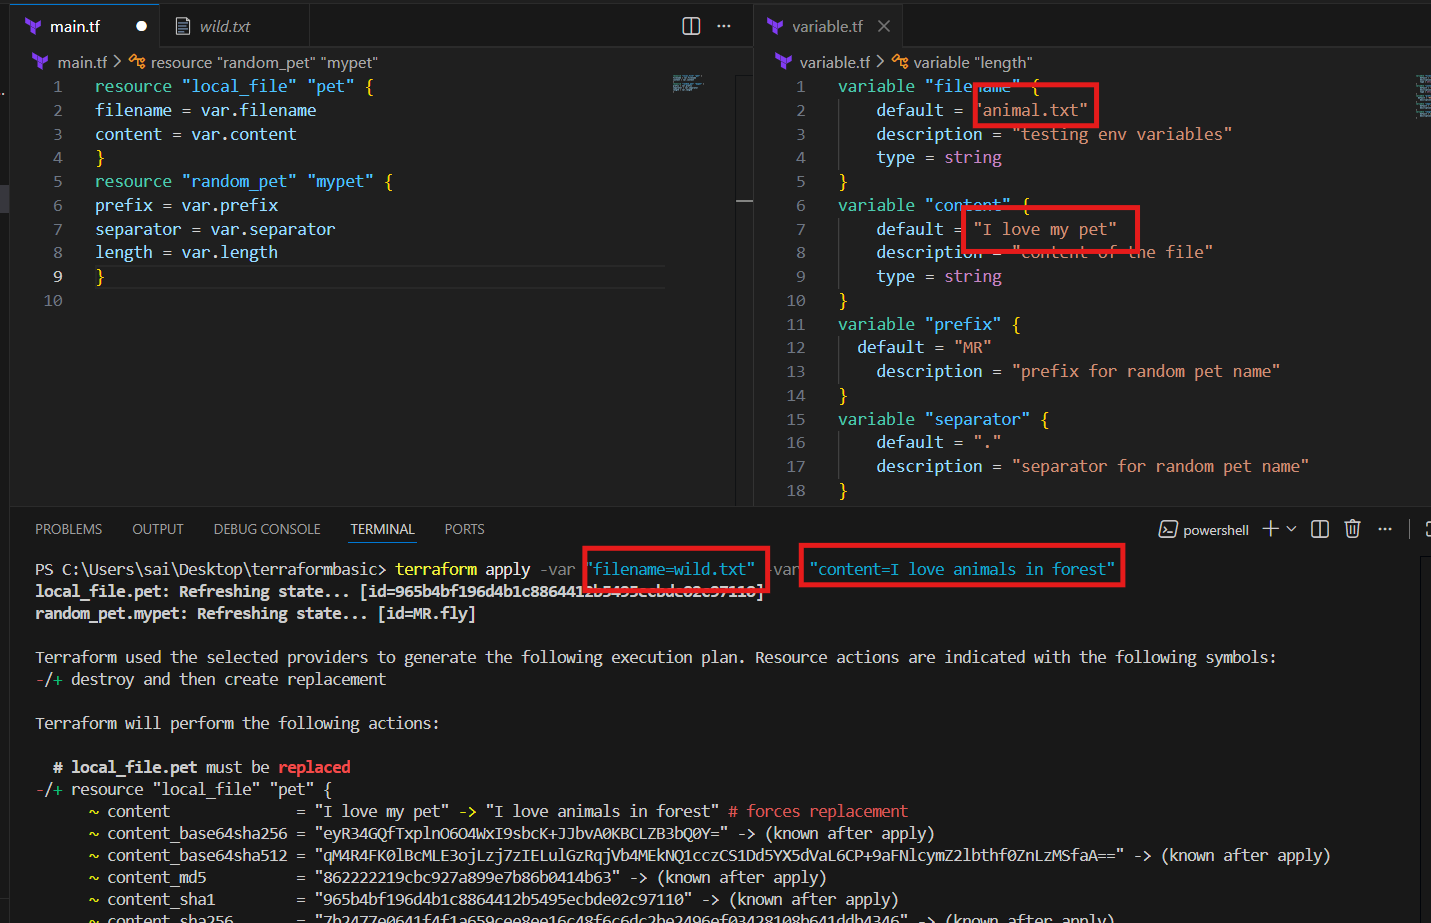 main.tf
wild.txt
main.tf > resource "random_pet" "mypet"
1 resource "local_file" "pet" {
2 filename = var.filename
3 content = var.content
4 }
5 resource "random_pet" "mypet" {
6 prefix = var.prefix
7 separator = var.separator
8 length = var.length
9 }
10
variable.tf
variable.tf > variable "length"
1 variable "filename" {
2 default = "animal.txt"
3 description = "testing env variables"
4 type = string
5 }
6 variable "content" {
7 default = "I love my pet"
8 description = "content of the file"
9 type = string
10 }
11 variable "prefix" {
12 default = "MR"
13 description = "prefix for random pet name"
14 }
15 variable "separator" {
16 default = "."
17 description = "separator for random pet name"
18 }
PROBLEMS OUTPUT DEBUG CONSOLE TERMINAL PORTS
powershell
PS C:\Users\sai\Desktop\terraformbasic> terraform apply -var "filename=wild.txt" -var "content=I love animals in forest"
local_file.pet: Refreshing state... [id=965b4bf196d4b1c8864412b5495ecbde02c97110]
random_pet.mypet: Refreshing state... [id=MR.fly]
Terraform used the selected providers to generate the following execution plan. Resource actions are indicated with the following symbols:
-/+ destroy and then create replacement
Terraform will perform the following actions:
# local_file.pet must be replaced
-/+ resource "local_file" "pet" {
~ content = "I love my pet" -> "I love animals in forest" # forces replacement
~ content_base64sha256 = "eyR34GQfTxplnO6O4WxI9sbcK+JJbvA0KBCLZB3bQ0Y=" -> (known after apply)
~ content_base64sha512 = "qM4R4FK0lBcMLE3ojLzj7zIELulGzRqjVb4MEkNQ1cczCS1Dd5YX5dVaL6CP+9aFNlcymZ2lbthf0ZnLzMSfaA==" -> (known after apply)
~ content_md5 = "862222219cbc927a899e7b86b0414b63" -> (known after apply)
~ content_sha1 = "965b4bf196d4b1c8864412b5495ecbde02c97110" -> (known after apply)
~ content_sha256 = "7b2477e0641f4f1a659cee8ee16c48f6c6dc2be2496ef03428108b641ddb4346" -> (known after apply)